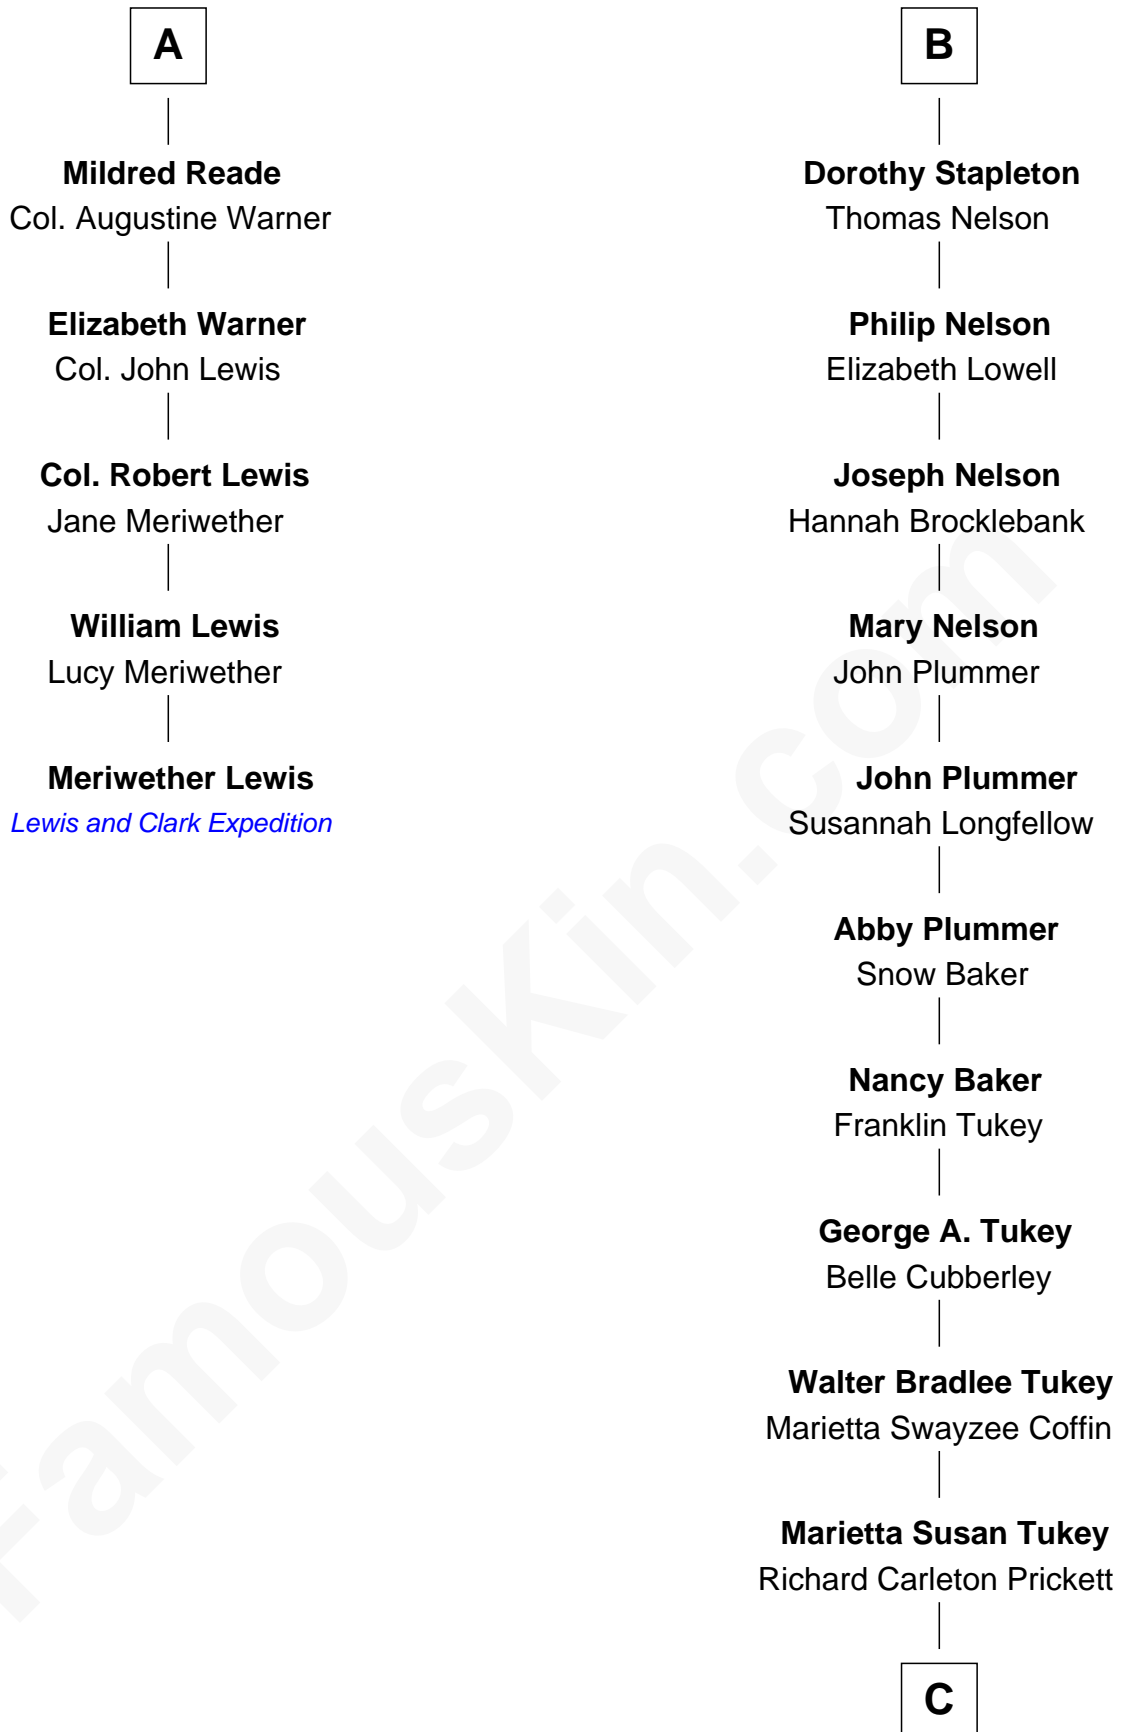 A
Mildred Reade
Col. Augustine Warner
Elizabeth Warner
Col. John Lewis
Col. Robert Lewis
Jane Meriwether
William Lewis
Lucy Meriwether
Meriwether Lewis
Lewis and Clark Expedition
B
Dorothy Stapleton
Thomas Nelson
Philip Nelson
Elizabeth Lowell
Joseph Nelson
Hannah Brocklebank
Mary Nelson
John Plummer
John Plummer
Susannah Longfellow
Abby Plummer
Snow Baker
Nancy Baker
Franklin Tukey
George A. Tukey
Belle Cubberley
Walter Bradlee Tukey
Marietta Swayzee Coffin
Marietta Susan Tukey
Richard Carleton Prickett
C
FamousKin.com